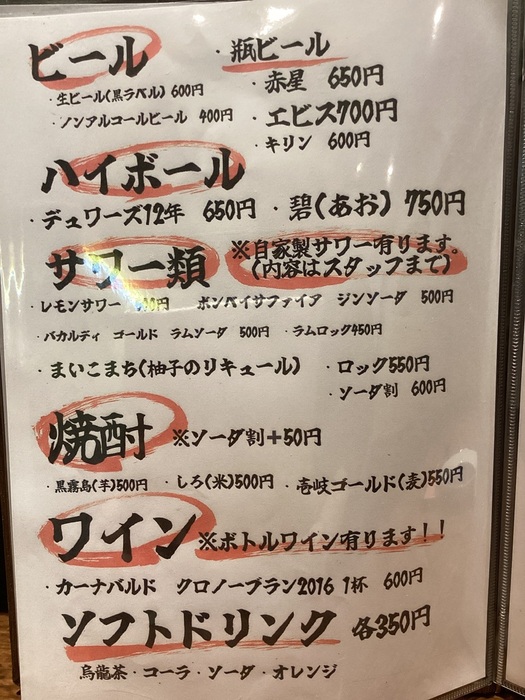 ビール
・生ビール(黒ラベル) 600円
・ノンアルコールビール 400円
・瓶ビール
・赤星 650円
・エビス700円
・キリン 600円
ハイボール
・デュワーズ12年 650円 ・碧(あお) 750円
サワー類 ※自家製サワー有ります。
(内容はスタッフまで)
・レモンサワー 00円 ボンベイサファイア ジンソーダ 500円
・バカルディ ゴールド ラムソーダ 500円 ・ラムロック450円
・まいこまち(柚子のリキュール) ・ロック550円
・ソーダ割 600円
焼酎 ※ソーダ割+50円
・黒霧島(芋)500円 ・しろ(米)500円 ・壱岐ゴールド(麦)550円
ワイン ※ボトルワイン有ります!!
・カーナバルド クロノーブラン2016 1杯 600円
ソフトドリンク 各350円
烏龍茶・コーラ・ソーダ・オレンジ